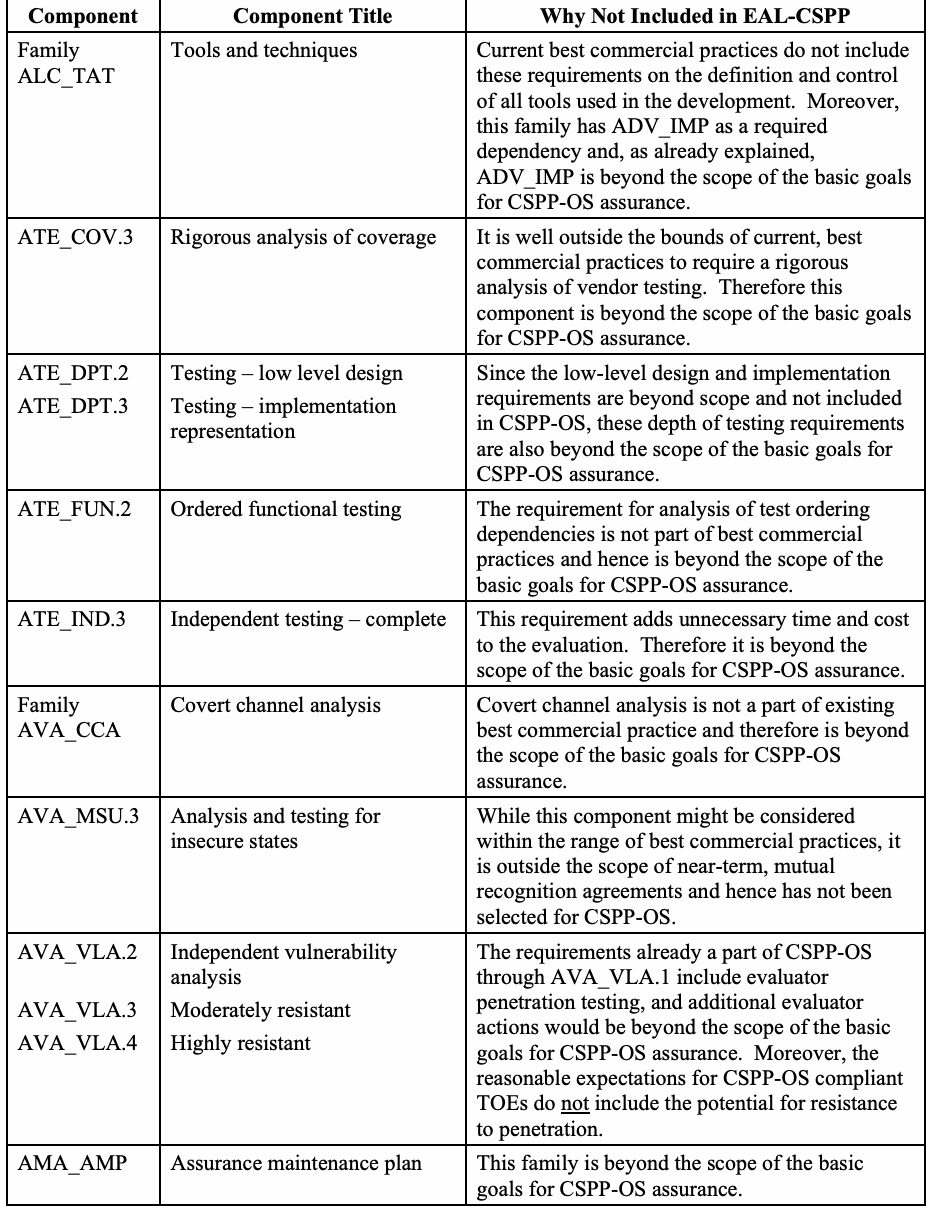 Component Component Title Why Not Included in EAL-CSPP
Family
ALC_TAT
Tools and techniques
Current best commercial practices do not include
these requirements on the definition and control
of all tools used in the development.  Moreover,
this family has ADV_IMP as a required
dependency and, as already explained,
ADV_IMP is beyond the scope of the basic goals
for CSPP-OS assurance.
ATE_COV.3
Rigorous analysis of coverage
It is well outside the bounds of current, best
commercial practices to require a rigorous
analysis of vendor testing.  Therefore this
component is beyond the scope of the basic goals
for CSPP-OS assurance.
ATE_DPT.2
ATE_DPT.3
Testing – low level design
Testing – implementation
representation
Since the low-level design and implementation
requirements are beyond scope and not included
in CSPP-OS, these depth of testing requirements
are also beyond the scope of the basic goals for
CSPP-OS assurance.
ATE_FUN.2
Ordered functional testing
The requirement for analysis of test ordering
dependencies is not part of best commercial
practices and hence is beyond the scope of the
basic goals for CSPP-OS assurance.
ATE_IND.3
Independent testing – complete
This requirement adds unnecessary time and cost
to the evaluation.  Therefore it is beyond the
scope of the basic goals for CSPP-OS assurance.
Family
AVA_CCA
Covert channel analysis
Covert channel analysis is not a part of existing
best commercial practice and therefore is beyond
the scope of the basic goals for CSPP-OS
assurance.
AVA_MSU.3
Analysis and testing for
insecure states
While this component might be considered
within the range of best commercial practices, it
is outside the scope of near-term, mutual
recognition agreements and hence has not been
selected for CSPP-OS.
AVA_VLA.2
AVA_VLA.3
AVA_VLA.4
Independent vulnerability
analysis
Moderately resistant
Highly resistant
The requirements already a part of CSPP-OS
through AVA_VLA.1 include evaluator
penetration testing, and additional evaluator
actions would be beyond the scope of the basic
goals for CSPP-OS assurance.  Moreover, the
reasonable expectations for CSPP-OS compliant
TOEs do not include the potential for resistance
to penetration.
AMA_AMP
Assurance maintenance plan
This family is beyond the scope of the basic
goals for CSPP-OS assurance.